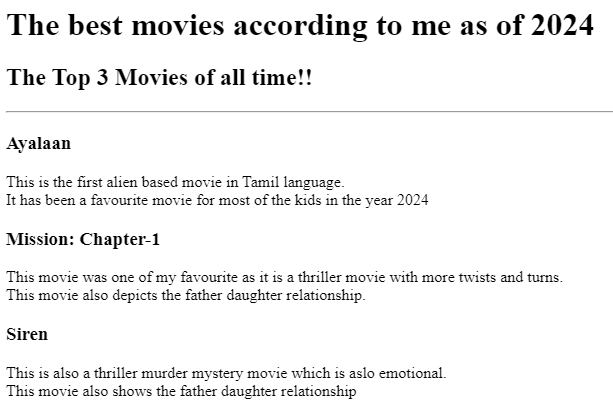 The best movies according to me as of 2024
The Top 3 Movies of all time!!
Ayalaan
This is the first alien based movie in Tamil language.
It has been a favourite movie for most of the kids in the year 2024
Mission: Chapter-1
This movie was one of my favourite as it is a thriller movie with more twists and turns.
This movie also depicts the father daughter relationship.
Siren
This is also a thriller murder mystery movie which is aslo emotional.
This movie also shows the father daughter relationship